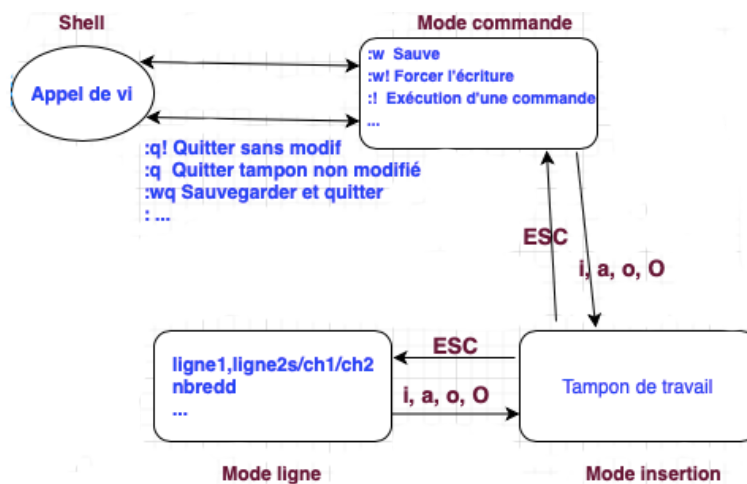 Shell
Mode commande
Appel de vi
:w Sauve
:w! Forcer l'écriture
:! Exécution d'une commande
...
:q! Quitter sans modif
:q Quitter tampon non modifié
:wq Sauvegarder et quitter
: ...
ESC
i, a, o, O
ligne1,ligne2s/ch1/ch2
nbredd
...
ESC
i, a, o, O
Tampon de travail
Mode ligne
Mode insertion